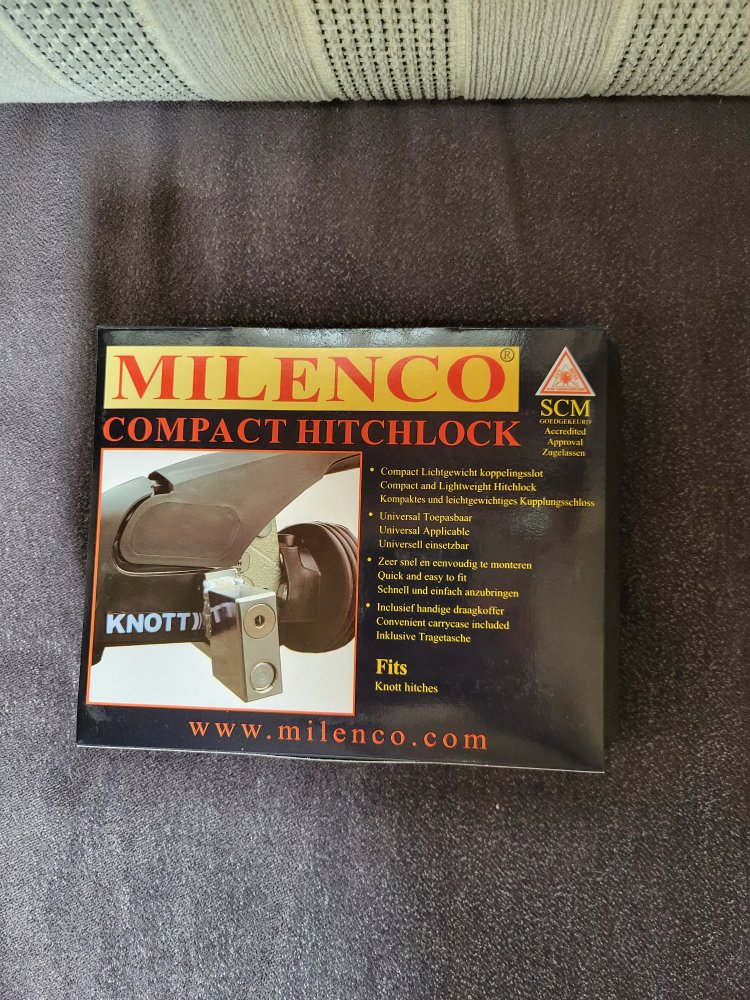 MILENCO®
COMPACT HITCHLOCK
SCM
GOEDGEKEURD
Accredited
Approval
Zugelassen
• Compact Lichtgewicht koppelingsslot
Compact and Lightweight Hitchlock
Kompaktes und leichtgewichtiges Kupplungsschloss
• Universal Toepasbaar
Universal Applicable
Universell einsetzbar
• Zeer snel en eenvoudig te monteren
Quick and easy to fit
Schnell und einfach anzubringen
• Inclusief handige draagkoffer
Convenient carrycase included
Inklusive Tragetasche
KNOTT
Fits
Knott hitches
www.milenco.com